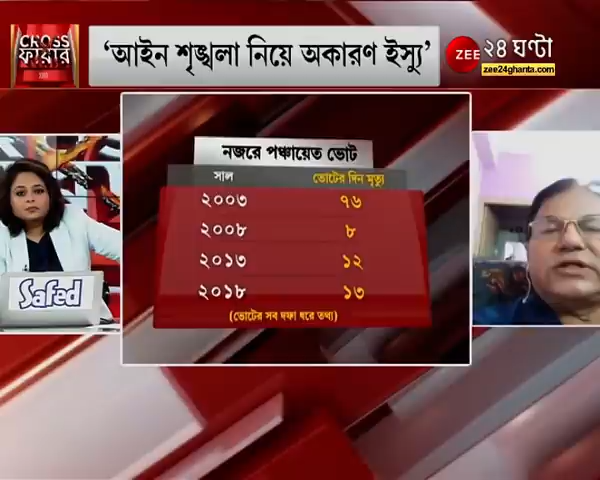 CROSS
ফায়ার
'আইন শৃঙ্খলা নিয়ে অকারণ ইস্যু'
ZEE ২৪ ঘণ্টা
zee24ghanta.com
নজরে পঞ্চায়েত ভোট
সাল ভোটের দিন মৃত্যু
২০০৩ ৭৬
২০০৮ ৮
২০১৩ ১২
২০১৮ ১৩
(ভোটের সব দফা ধরে তথ্য)
Safed